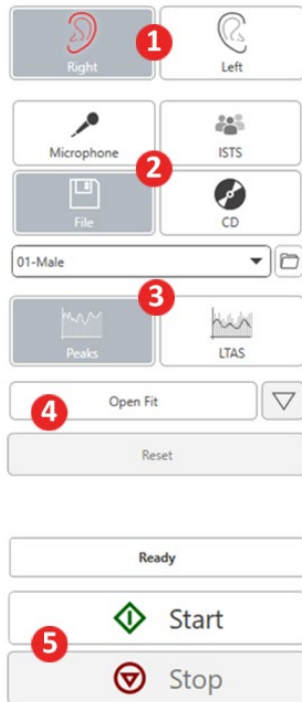 Right
1
Left
Microphone
ISTS
2
File
CD
01-Male
3
Peaks
LTAS
4
Open Fit
Reset
Ready
Start
5
Stop